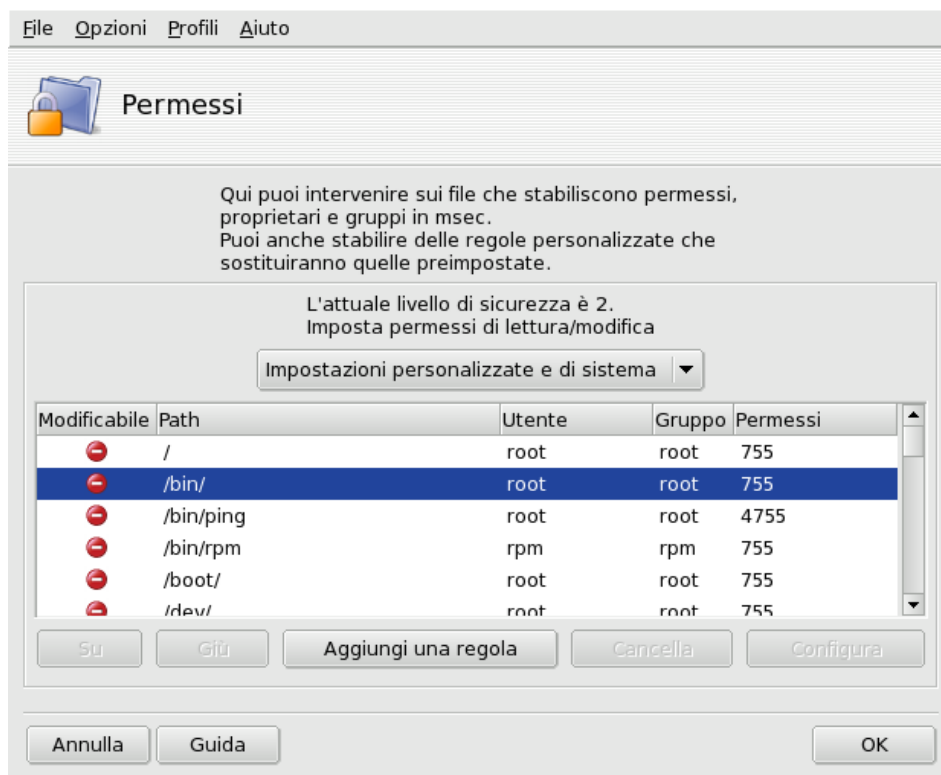 File Opzioni Profili Aiuto
Permessi
Qui puoi intervenire sui file che stabiliscono permessi,
proprietari e gruppi in msec.
Puoi anche stabilire delle regole personalizzate che
sostituiranno quelle preimpostate.
L'attuale livello di sicurezza è 2.
Imposta permessi di lettura/modifica
Impostazioni personalizzate e di sistema
Modificabile Path Utente Gruppo Permessi
/ root root 755
/bin/ root root 755
/bin/ping root root 4755
/bin/rpm rpm rpm 755
/boot/ root root 755
/dev/ root root 755
Su Giù Aggiungi una regola Cancella Configura
Annulla Guida OK